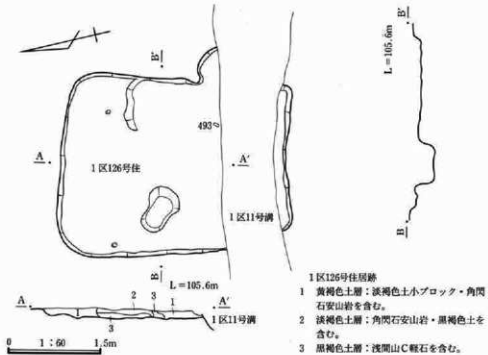 B'
B'
L＝105.6m
493
A
A'
1区126号住
1区11号溝
B
B
L＝105.6m
A
2
3
1
A'
1区11号溝
3
0
1：60
1.5m
1区126号住居跡
1 黄褐色土層：淡褐色土小ブロック・角閃
石安山岩を含む。
2 淡褐色土層：角閃石安山岩・黒褐色土を
含む。
3 黒褐色土層：浅間山C軽石を含む。